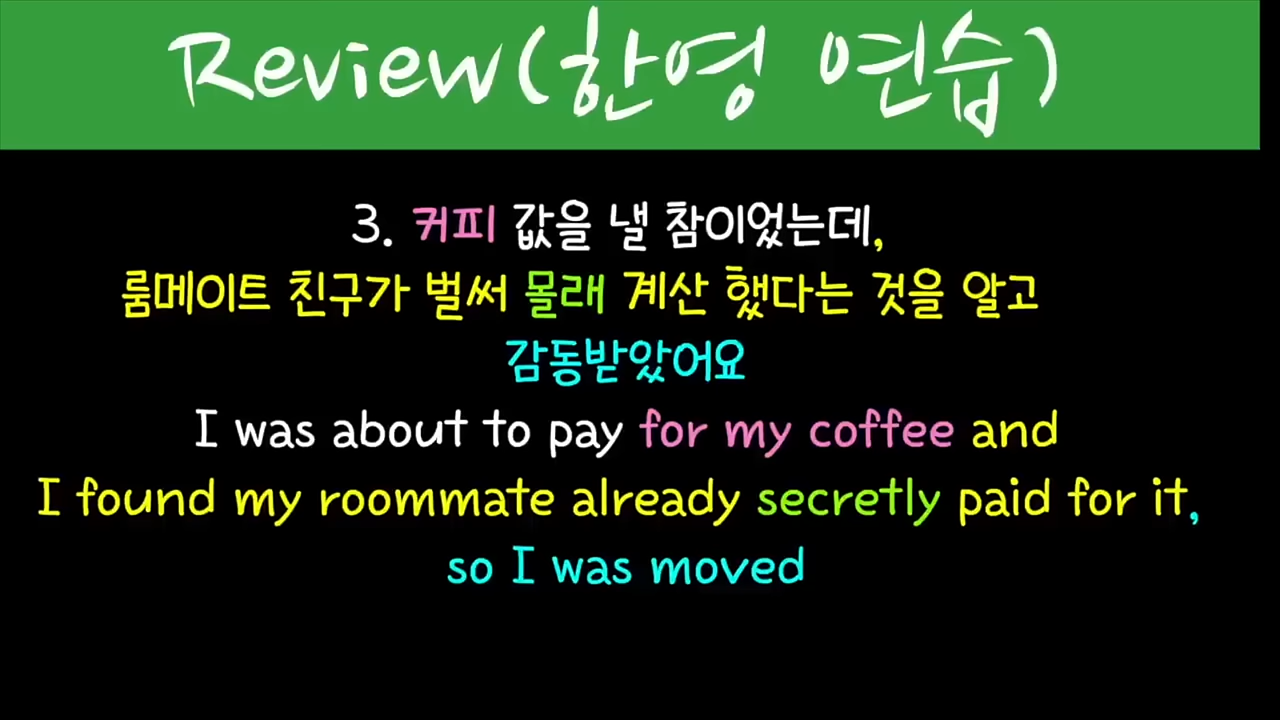 Review(한영 연습)
3. 커피 값을 낼 참이었는데,
룸메이트 친구가 벌써 몰래 계산 했다는 것을 알고
감동받았어요
I was about to pay for my coffee and
I found my roommate already secretly paid for it,
so I was moved